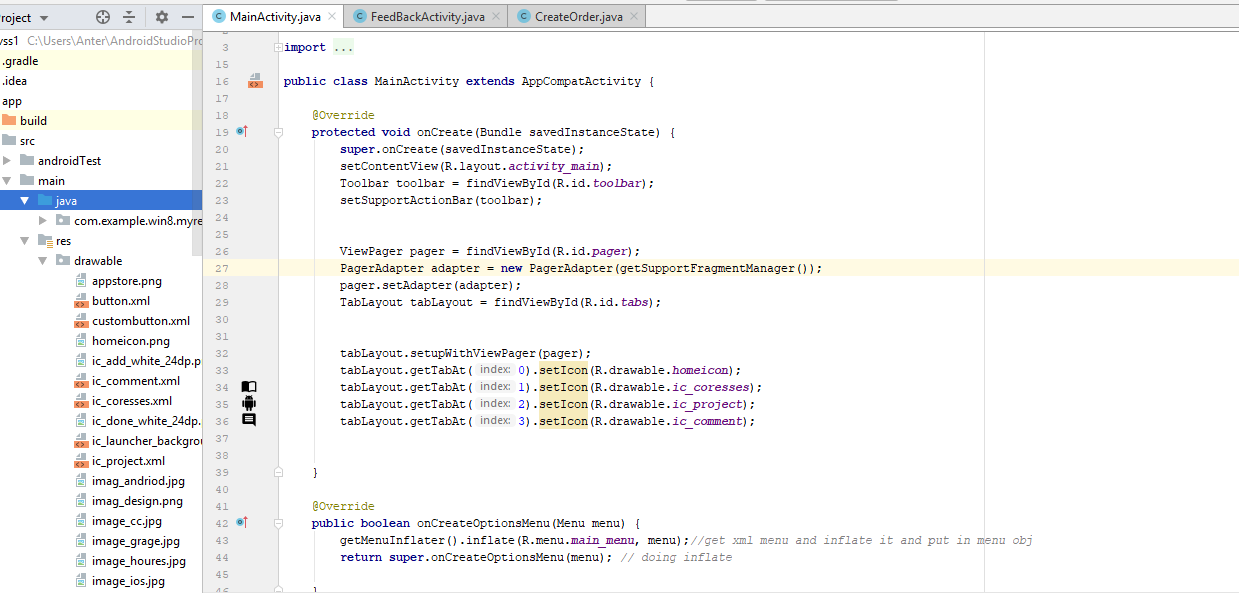 roject
MainActivity.java
FeedBackActivity.java
CreateOrder.java
yss1 C:\Users\Anter\AndroidStudioPro
.gradle
.idea
app
build
src
androidTest
main
java
com.example.win8.myre
res
drawable
appstore.png
button.xml
custombutton.xml
homeicon.png
ic_add_white_24dp.p
ic_comment.xml
ic_coresses.xml
ic_done_white_24dp.
ic_launcher_backgrou
ic_project.xml
imag_andriod.jpg
imag_design.png
image_cc.jpg
image_grage.jpg
image_houres.jpg
image_ios.jpg
3 import ...
15
16 public class MainActivity extends AppCompatActivity {
17
18 @Override
19 protected void onCreate(Bundle savedInstanceState) {
20 super.onCreate(savedInstanceState);
21 setContentView(R.layout.activity_main);
22 Toolbar toolbar = findViewById(R.id.toolbar);
23 setSupportActionBar(toolbar);
24
25
26 ViewPager pager = findViewById(R.id.pager);
27 PagerAdapter adapter = new PagerAdapter(getSupportFragmentManager());
28 pager.setAdapter(adapter);
29 TabLayout tabLayout = findViewById(R.id.tabs);
30
31
32 tabLayout.setupWithViewPager(pager);
33 tabLayout.getTabAt( index: 0).setIcon(R.drawable.homeicon);
34 tabLayout.getTabAt( index: 1).setIcon(R.drawable.ic_coresses);
35 tabLayout.getTabAt( index: 2).setIcon(R.drawable.ic_project);
36 tabLayout.getTabAt( index: 3).setIcon(R.drawable.ic_comment);
37
38
39 }
40
41 @Override
42 public boolean onCreateOptionsMenu(Menu menu) {
43 getMenuInflater().inflate(R.menu.main_menu, menu);//get xml menu and inflate it and put in menu obj
44 return super.onCreateOptionsMenu(menu); // doing inflate
45
46 }